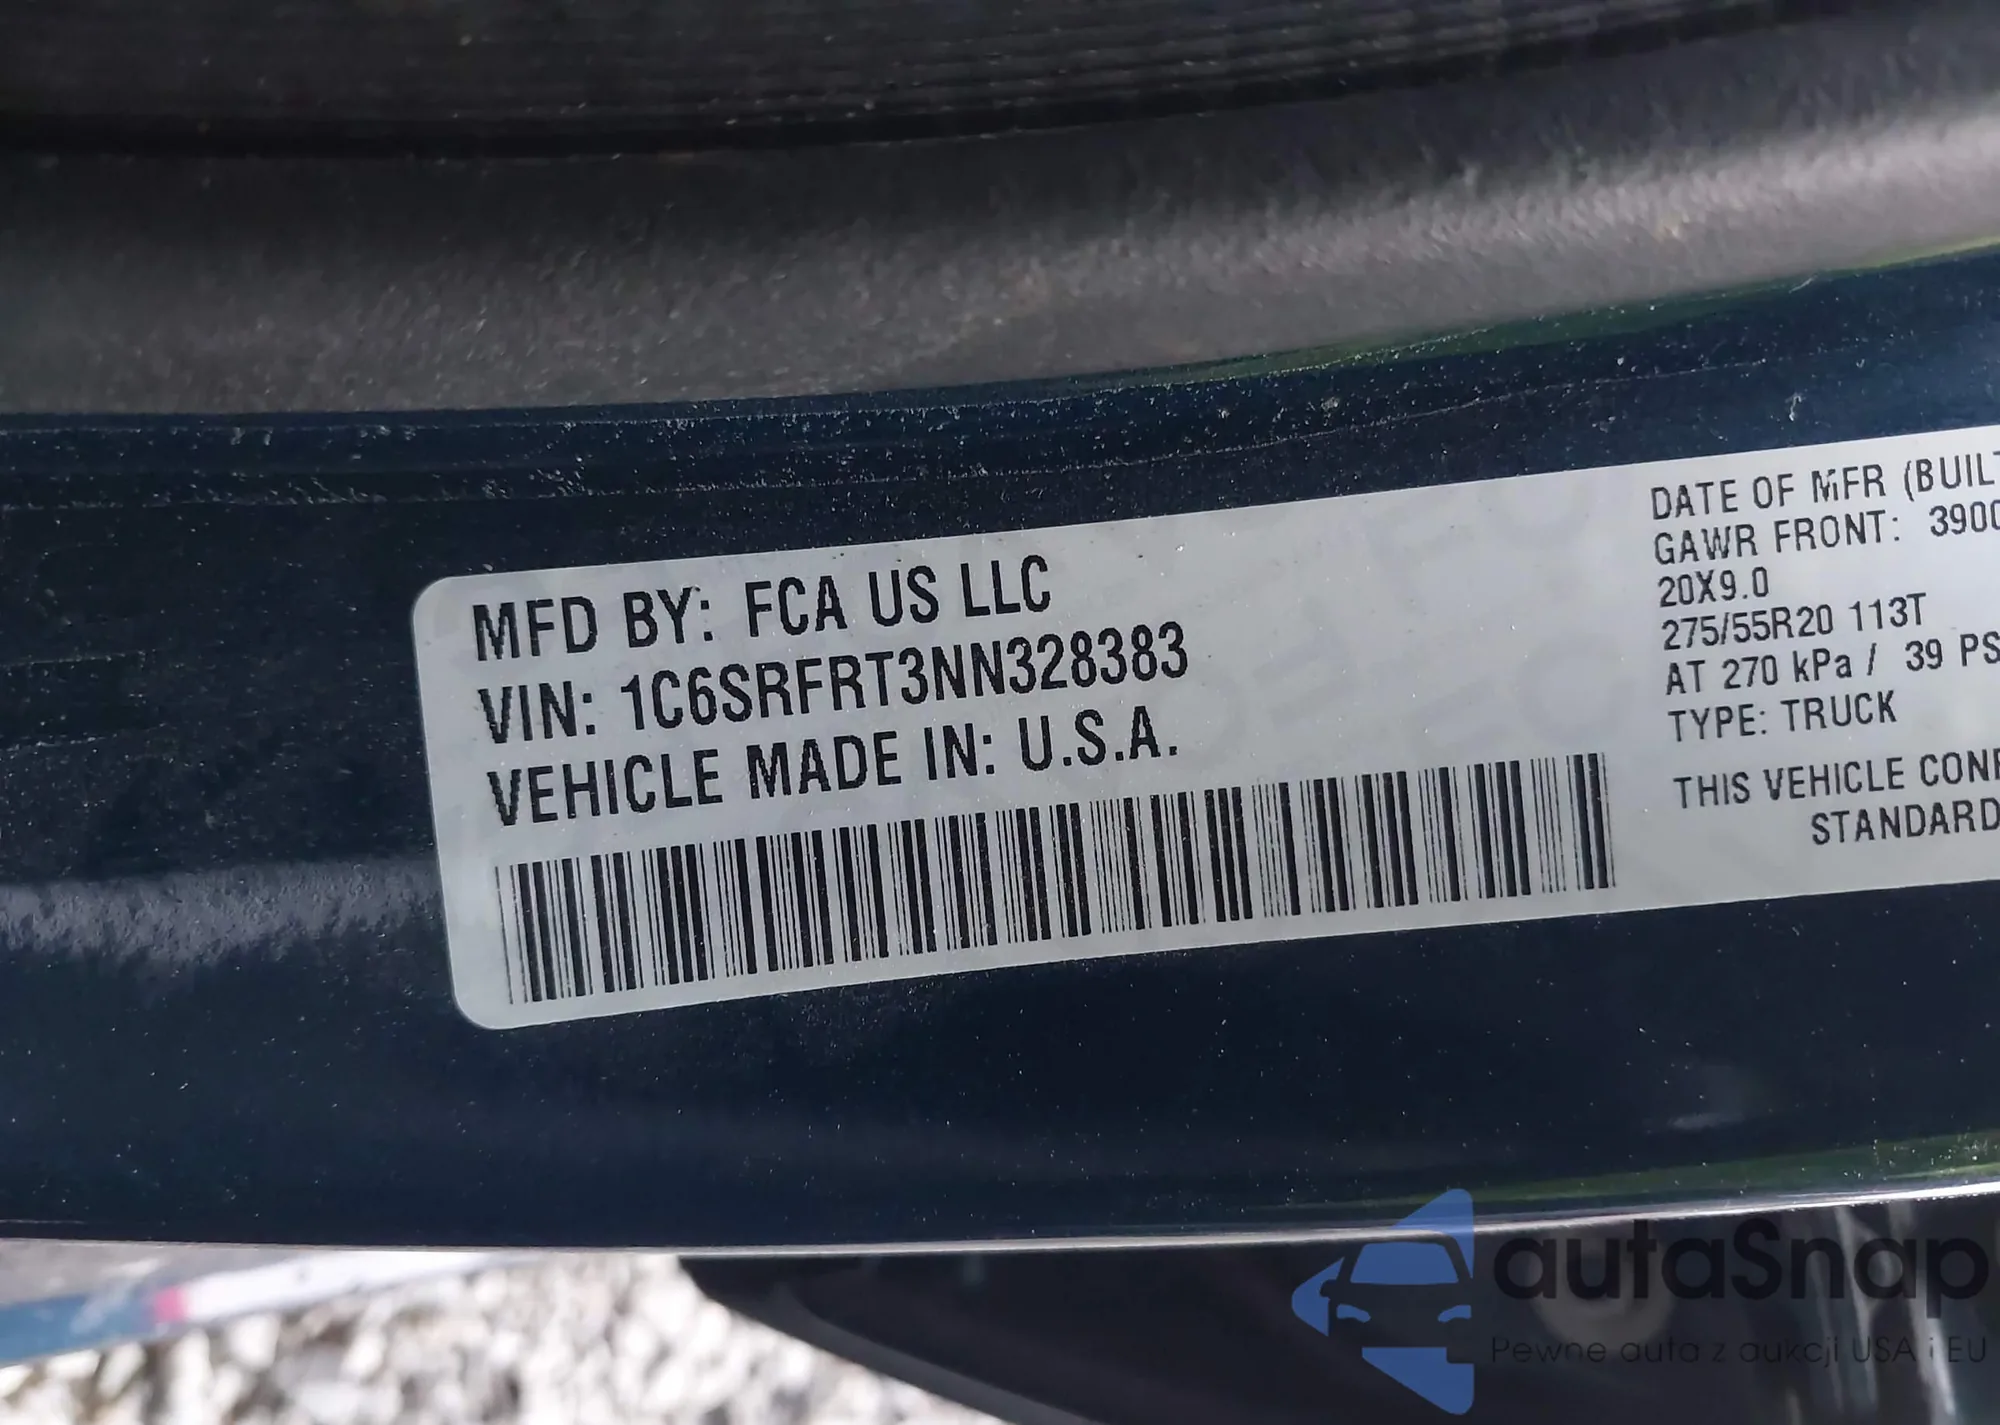 MFD BY: FCA US LLC
VIN: 1C6SRFRT3NN328383
VEHICLE MADE IN: U.S.A.
DATE OF MFR (BUILT
GAWR FRONT: 3900
20X9.0
275/55R20 113T
AT 270 kPa / 39 PS
TYPE: TRUCK
THIS VEHICLE CONF
STANDARD
autaSnap
Pewne auta z aukcji USA i EU